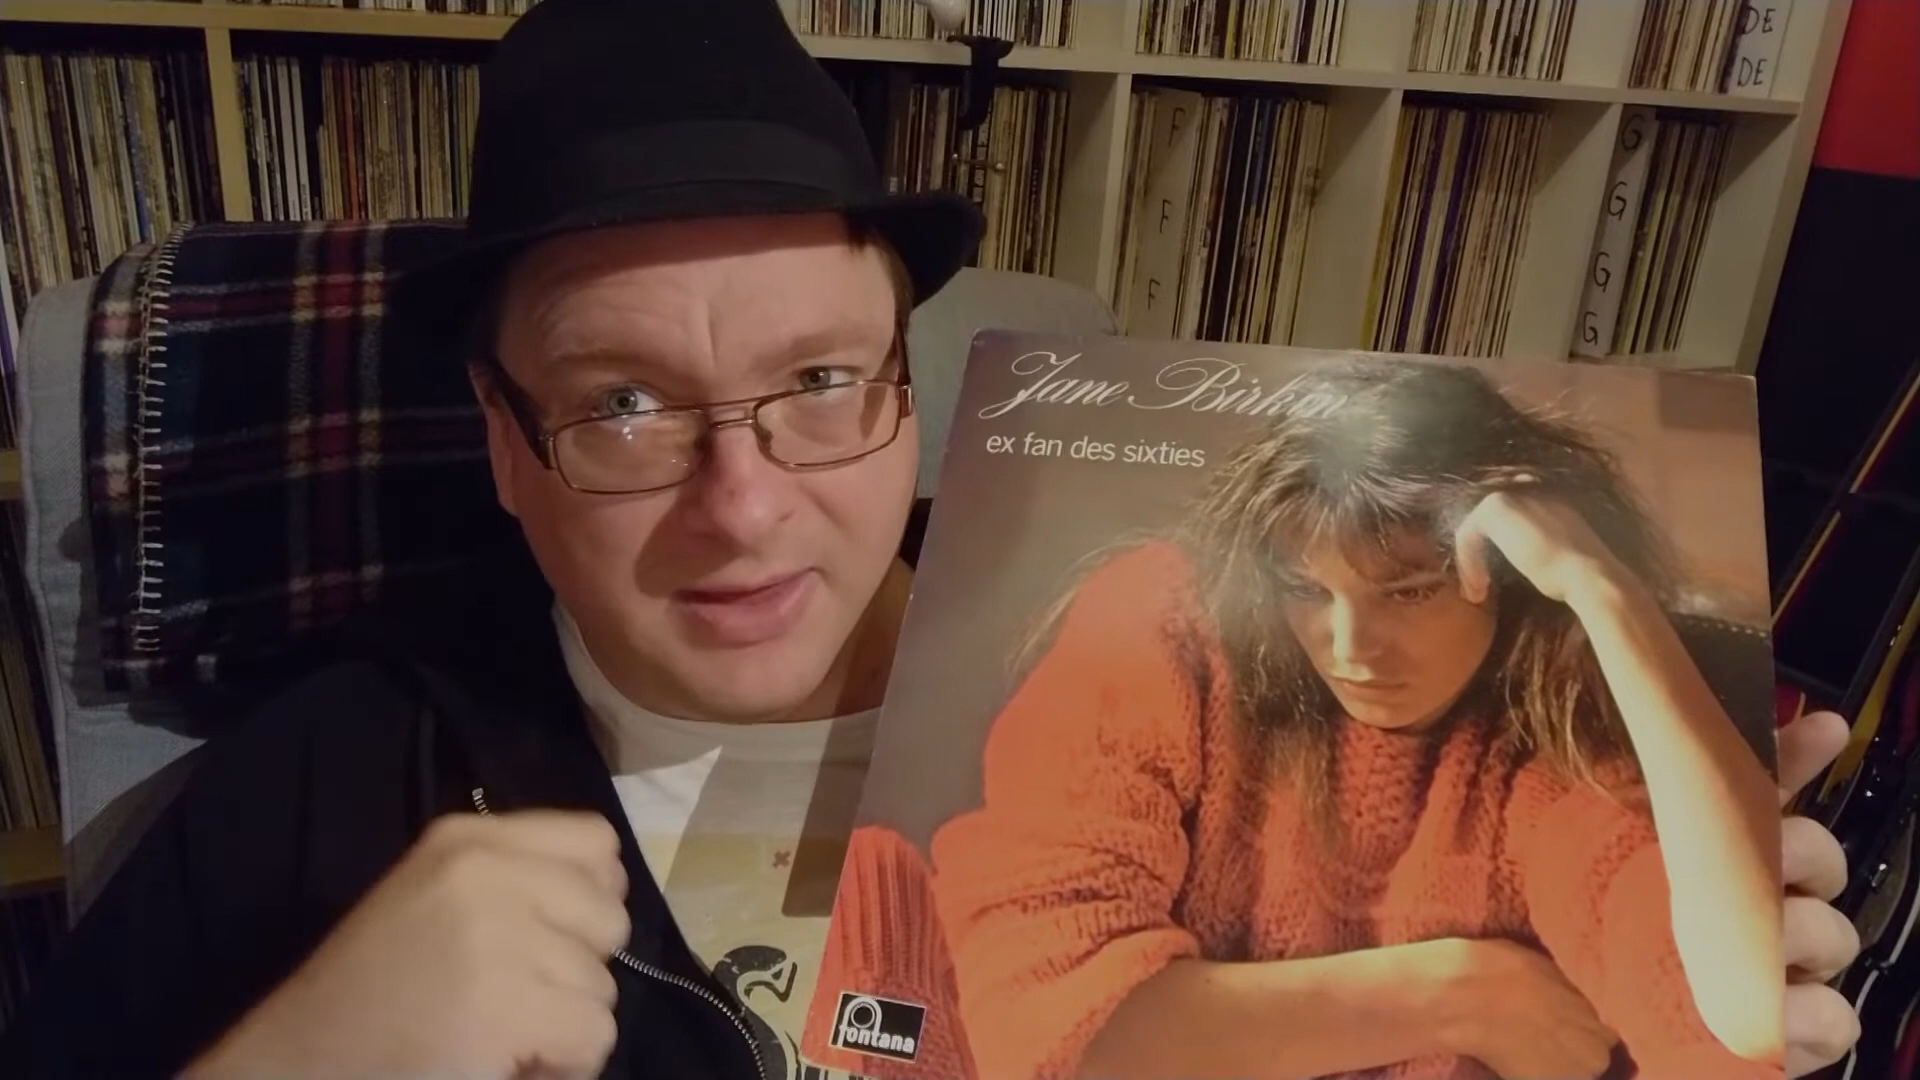 DE
DE
F
F
F
G
G
G
G
Jane Birkin
ex fan des sixties
fontana